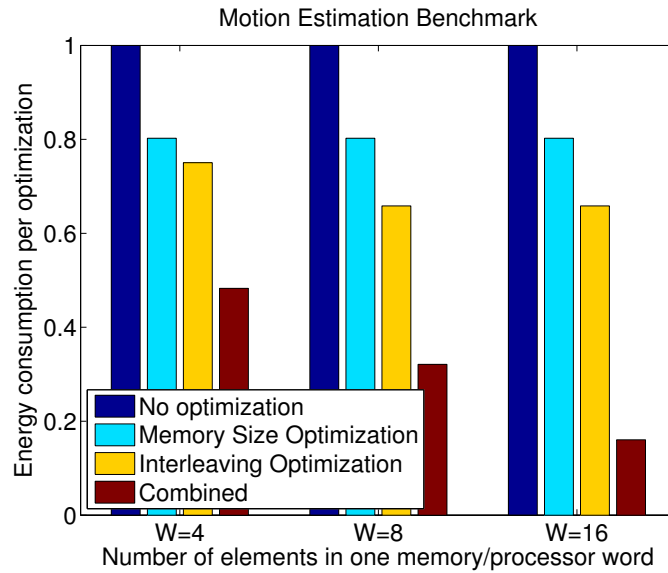 Motion Estimation Benchmark
Energy consumption per optimization
1
0.8
0.6
0.4
0.2
0
No optimization
Memory Size Optimization
Interleaving Optimization
Combined
W=4 W=8 W=16
Number of elements in one memory/processor word